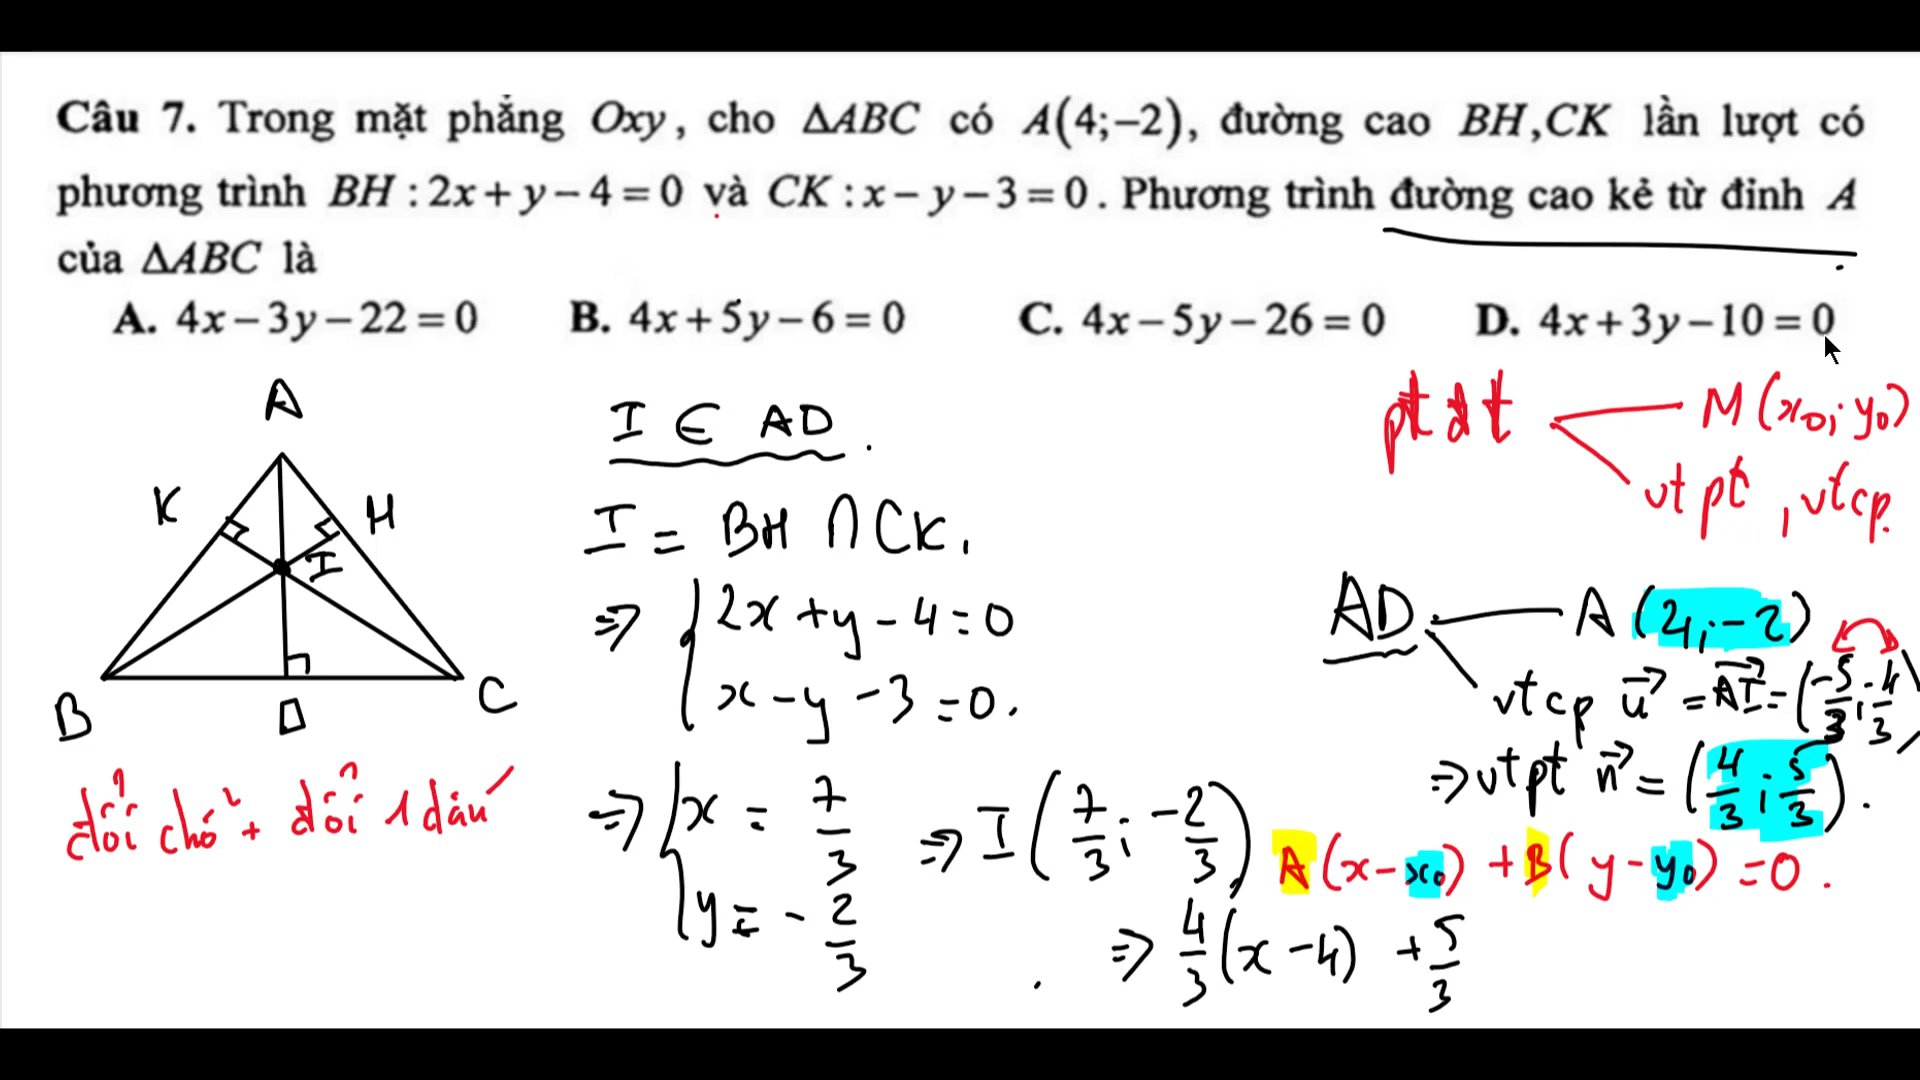 Câu 7. Trong mặt phẳng Oxy, cho ΔABC có A(4;−2), đường cao BH,CK lần lượt có
phương trình BH : 2x + y − 4 = 0 và CK : x − y − 3 = 0. Phương trình đường cao kẻ từ đỉnh A
của ΔABC là
A. 4x − 3y − 22 = 0 B. 4x + 5y − 6 = 0 C. 4x − 5y − 26 = 0 D. 4x + 3y − 10 = 0
A
K
H
I
B
D
C
đổi chỗ + đổi 1 dấu
I ∈ AD.
I = BH ∩ CK,
⇒ { 2x + y − 4 = 0
x − y − 3 = 0.
⇒ { x = 7/3
y = −2/3
⇒ I(7/3; −2/3)
pt đt
M(x0; y0)
vtpt, vtcp.
AD
A(4; −2)
vtcp u⃗ = AI⃗ = (−5/3; 4/3)
⇒ vtpt n⃗ = (4/3; 5/3).
A(x − x0) + B(y − y0) = 0.
⇒ 4/3(x − 4) + 5/3